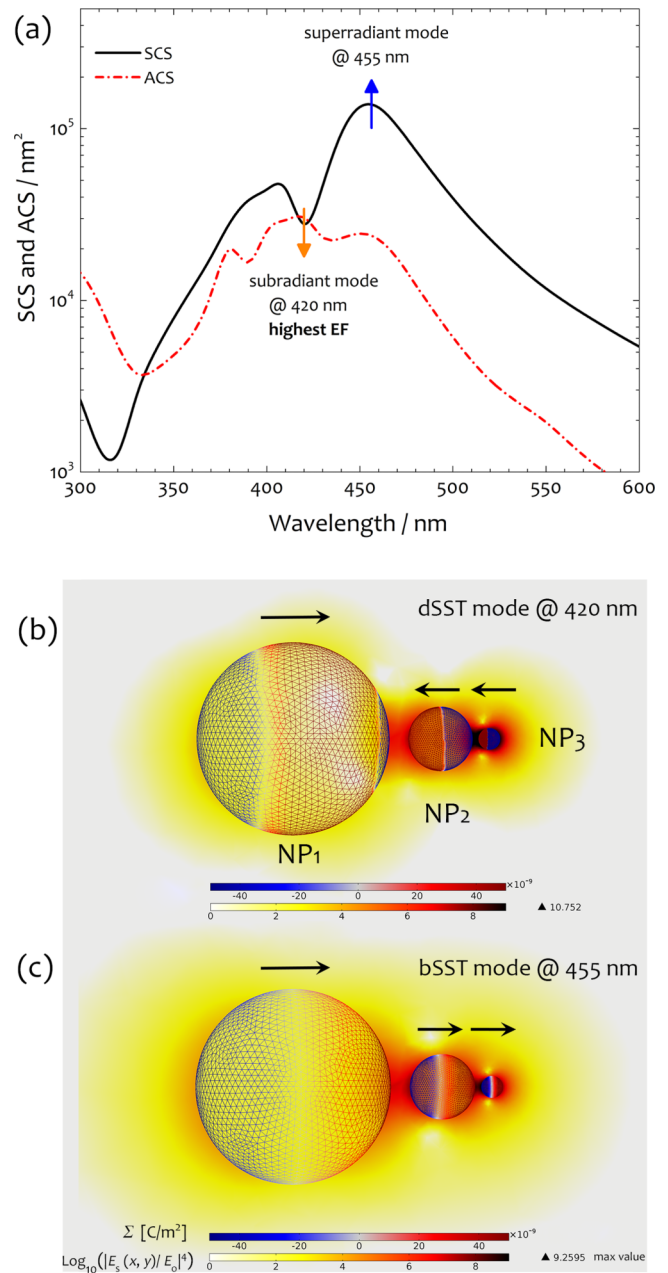 (a)
SCS
ACS
superradiant mode
@ 455 nm
subradiant mode
@ 420 nm
highest EF
SCS and ACS / nm²
10⁵
10⁴
10³
300 350 400 450 500 550 600
Wavelength / nm
(b)
dSST mode @ 420 nm
NP3
NP2
NP1
-40 -20 0 20 40 ×10⁻⁹
0 2 4 6 8 ▲ 10.752
(c)
bSST mode @ 455 nm
Σ [C/m²] -40 -20 0 20 40 ×10⁻⁹
Log₁₀(|Eₛ (x, y)/ Eₒ|⁴) 0 2 4 6 8 ▲ 9.2595 max value